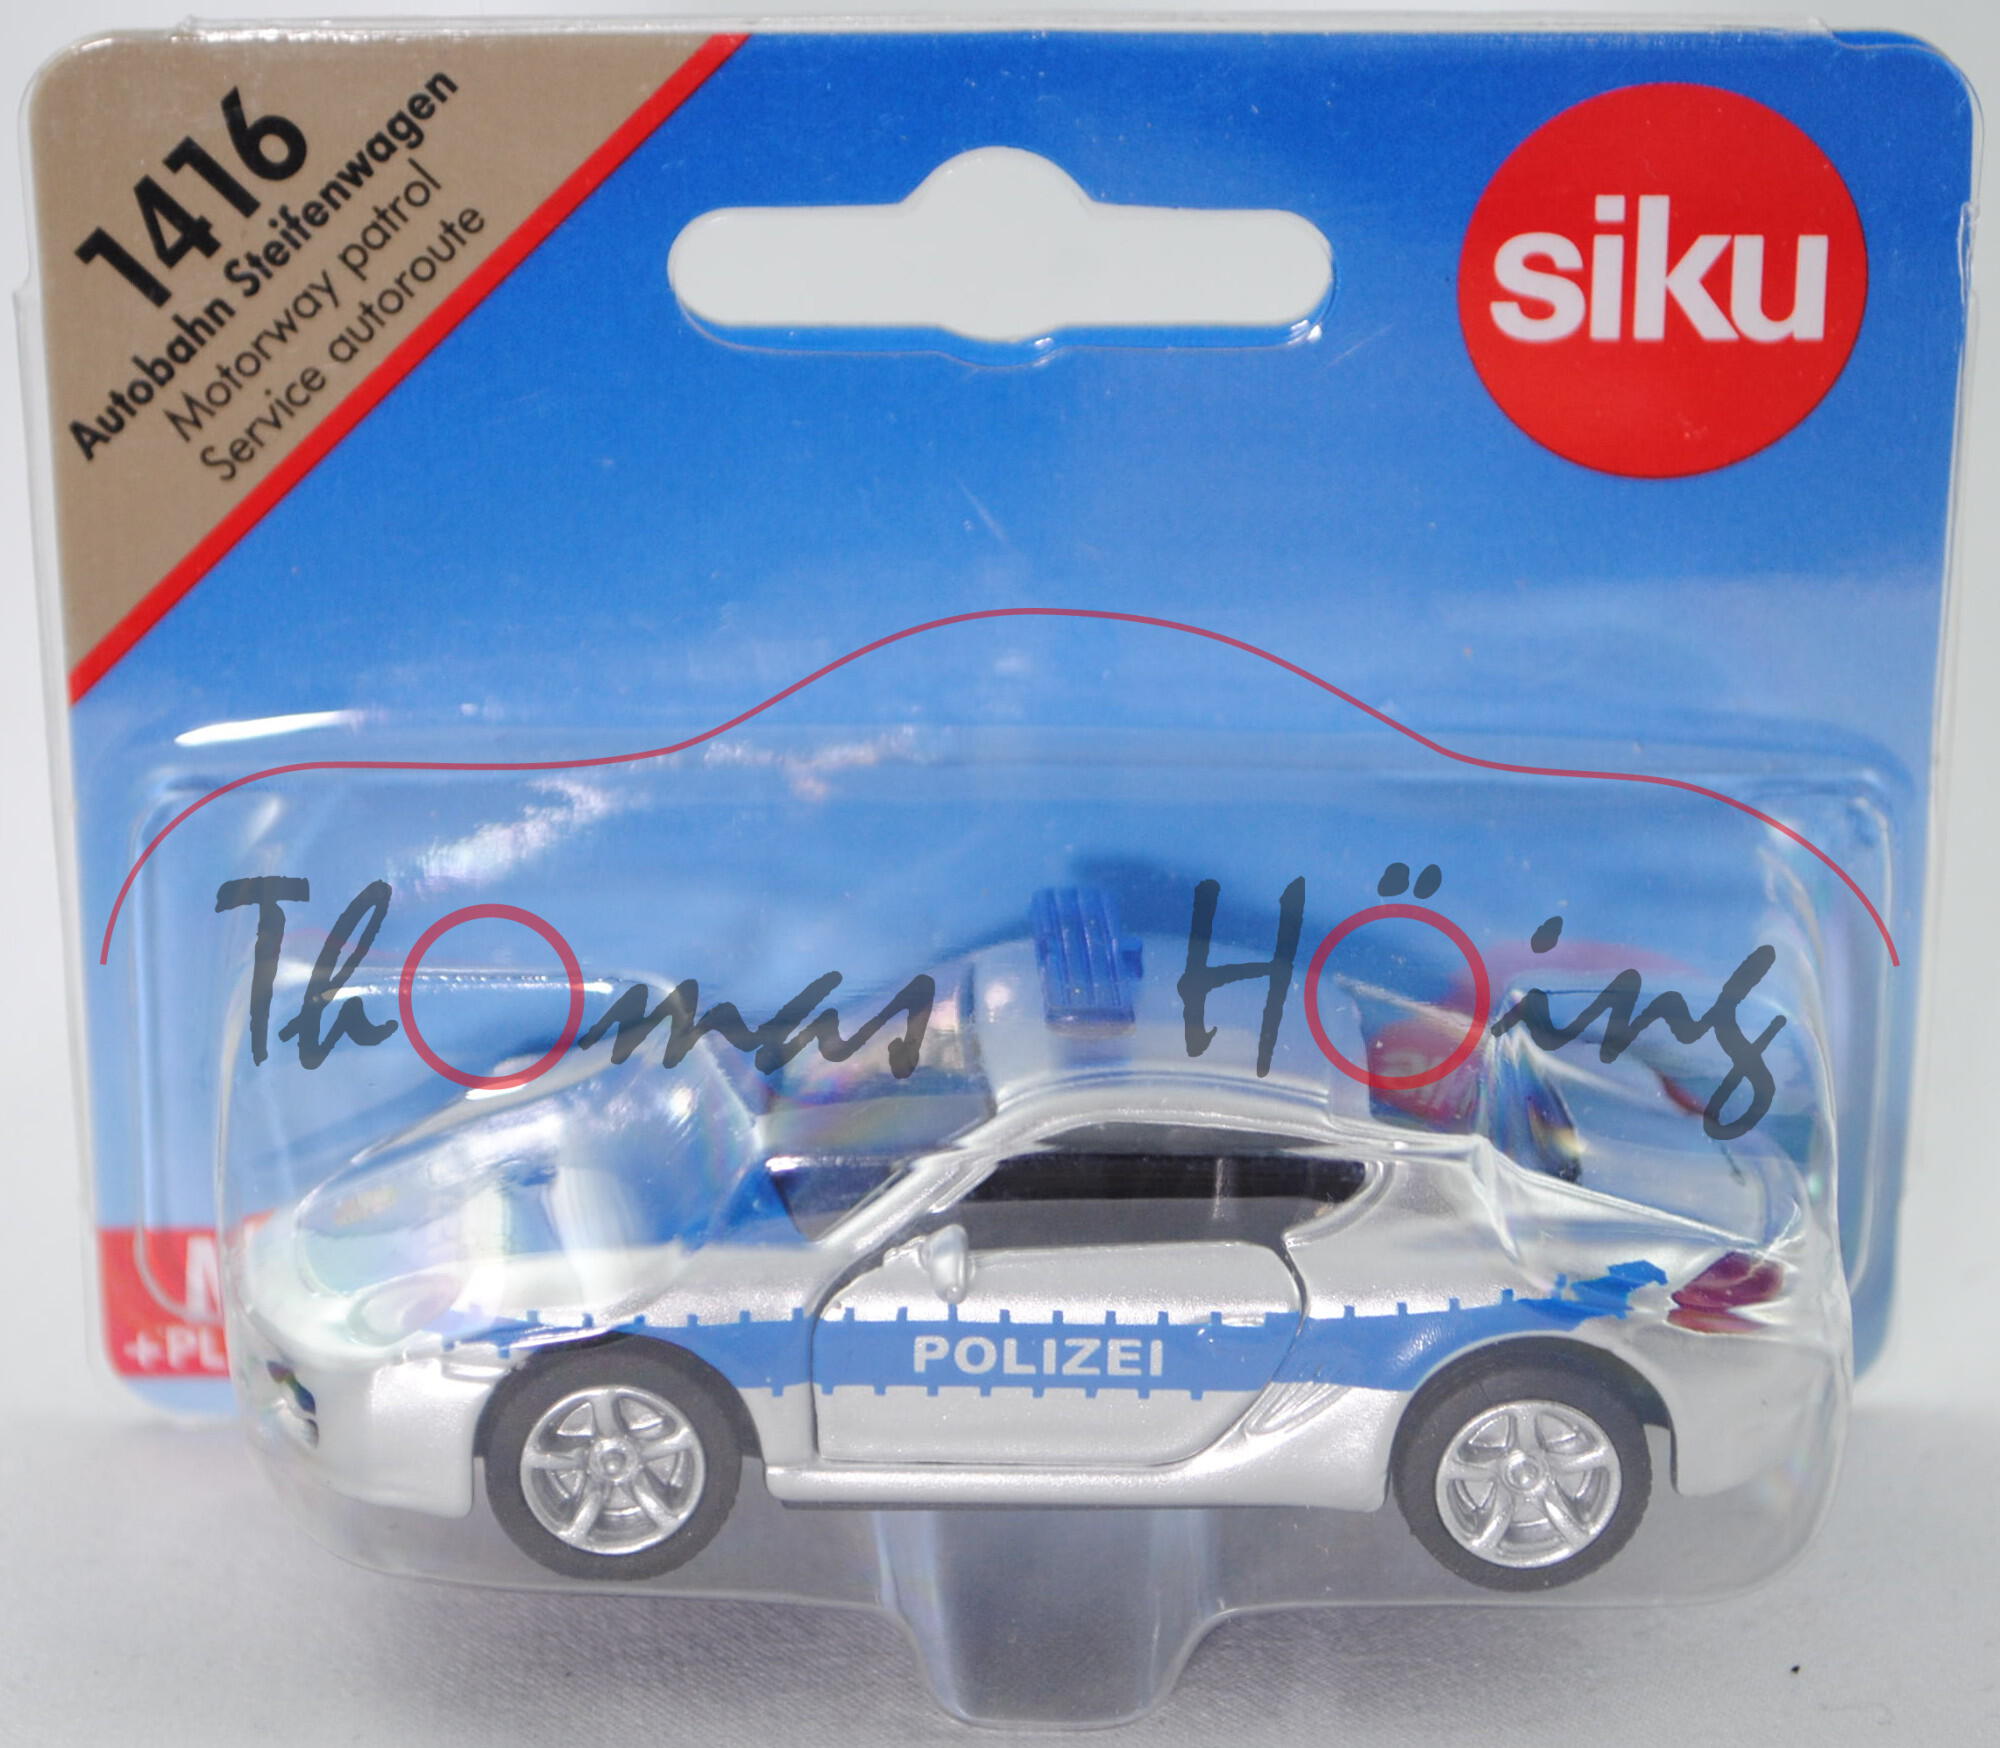 1416
Autobahn Steifenwagen
Motorway patrol
Service autoroute
siku
Thomas Höing
POLIZEI